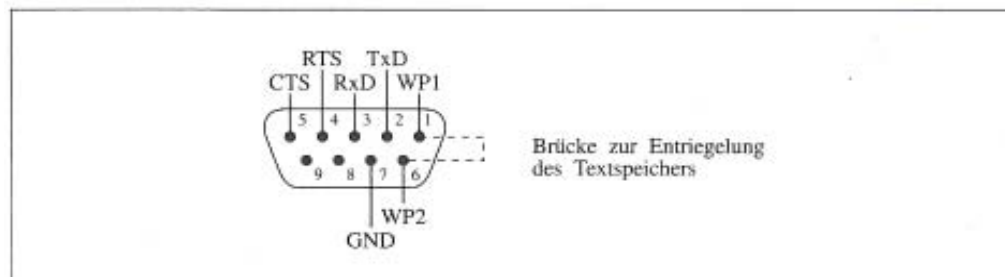 RTS TxD
CTS RxD WP1
5 4 3 2 1
9 8 7 6
Brücke zur Entriegelung
des Textspeichers
WP2
GND